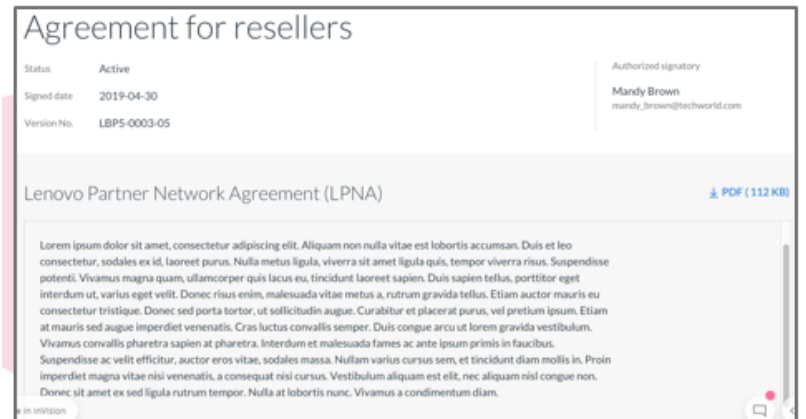 Agreement for resellers
Status Active
Signed date 2019-04-30
Version No. LBP5-0003-05
Authorized signatory
Mandy Brown
mandy_brown@techworld.com
Lenovo Partner Network Agreement (LPNA)
PDF (112 KB)
Lorem ipsum dolor sit amet, consectetur adipiscing elit. Aliquam non nulla vitae est lobortis accumsan. Duis et leo
consectetur, sodales ex id, laoreet purus. Nulla metus ligula, viverra sit amet ligula quis, tempor viverra risus. Suspendisse
potenti. Vivamus magna quam, ullamcorper quis lacus eu, tincidunt laoreet sapien. Duis sapien tellus, porttitor eget
interdum ut, varius eget velit. Donec risus enim, malesuada vitae metus a, rutrum gravida tellus. Etiam auctor mauris eu
consectetur tristique. Donec sed porta tortor, ut sollicitudin augue. Curabitur et placerat purus, vel pretium ipsum. Etiam
at mauris sed augue imperdiet venenatis. Cras luctus convallis semper. Duis congue arcu ut lorem gravida vestibulum.
Vivamus convallis pharetra sapien at pharetra. Interdum et malesuada fames ac ante ipsum primis in faucibus.
Suspendisse ac velit efficitur, auctor eros vitae, sodales massa. Nullam varius cursus sem, et tincidunt diam mollis in. Proin
imperdiet magna vitae nisi venenatis, a consequat nisi cursus. Vestibulum aliquam est elit, nec aliquam nisl congue non.
Donec sit amet ex sed ligula rutrum tempor. Nulla at lobortis nunc. Vivamus a condimentum diam.
e in InVision